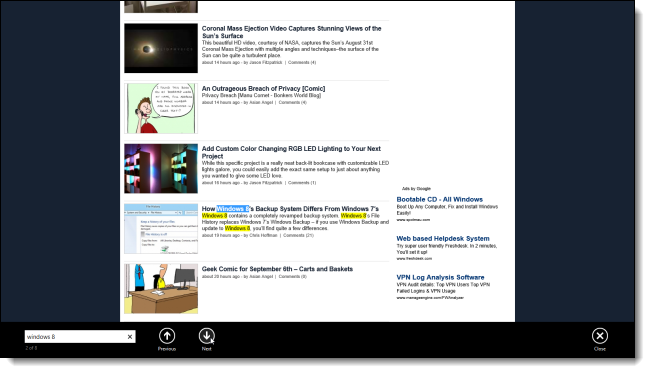 Coronal Mass Ejection Video Captures Stunning Views of the
Sun's Surface
This beautiful HD video, courtesy of NASA, captures the Sun's August 31st
Coronal Mass Ejection with multiple angles and techniques–the surface of the
Sun can be quite a turbulent place.
about 14 hours ago - by Jason Fitzpatrick | Comments (4)
An Outrageous Breach of Privacy [Comic]
Privacy Breach [Manu Cornet - Bonkers World Blog]
about 14 hours ago - by Asian Angel | Comments (4)
Add Custom Color Changing RGB LED Lighting to Your Next
Project
While this specific project is a really neat back-lit bookcase with customizable LED
lights galore, you could easily add the exact same setup to just about anything
you wanted to give some LED love.
about 16 hours ago - by Jason Fitzpatrick | Comments (1)
How Windows 8's Backup System Differs From Windows 7's
Windows 8 contains a completely revamped backup system. Windows 8's File
History replaces Windows 7's Windows Backup – if you use Windows Backup and
update to Windows 8, you'll find quite a few differences.
about 19 hours ago - by Chris Hoffman | Comments (21)
Geek Comic for September 6th – Carts and Baskets
about 20 hours ago - by Asian Angel | Comments (9)
Ads by Google
Bootable CD - All Windows
Boot Up Any Computer, Fix and Install Windows
Easily!
www.spotmau.com
Web based Helpdesk System
Try super user friendly Freshdesk. In 2 minutes,
You'll set it up!
www.freshdesk.com
VPN Log Analysis Software
VPN Audit details: Top VPN Users Top VPN
Failed Logins & VPN Usage
www.manageengine.com/FWAnalyzer
windows 8
Previous
Next
Close